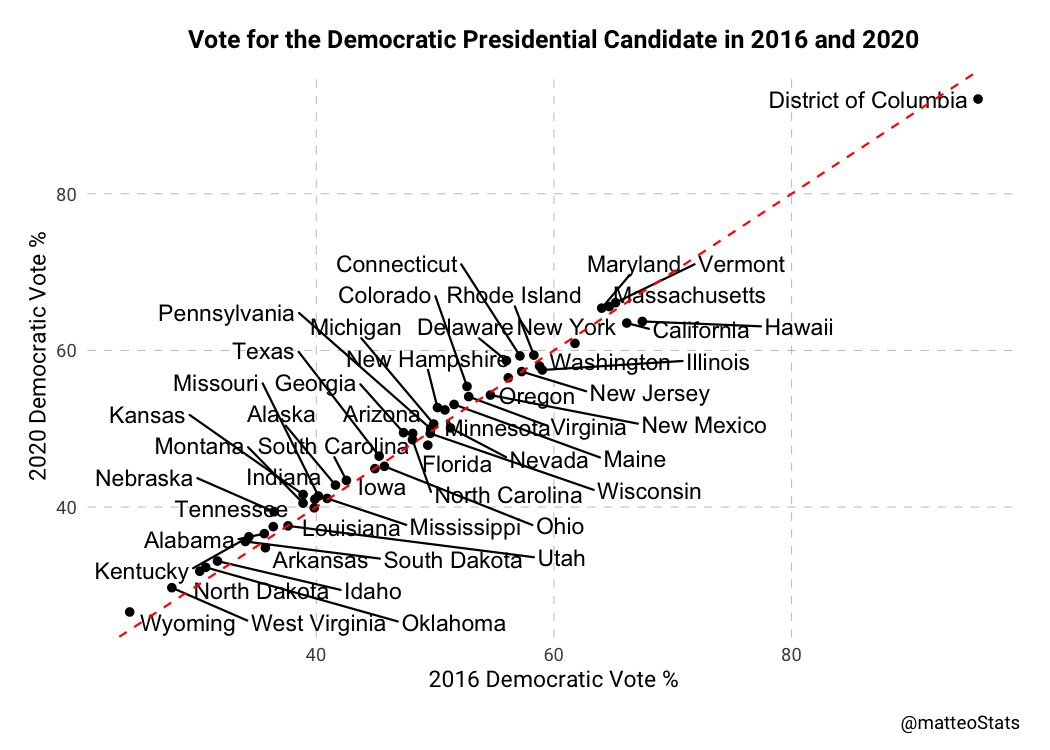 Vote for the Democratic Presidential Candidate in 2016 and 2020
District of Columbia
80
2020 Democratic Vote %
Connecticut
Maryland
Vermont
Colorado
Rhode Island
Massachusetts
Pennsylvania
Michigan
Delaware
New York
California
Hawaii
60
Texas
New Hampshire
Washington
Illinois
Missouri
Georgia
Oregon
New Jersey
Kansas
Alaska
Arizona
Minnesota
Virginia
New Mexico
Montana
South Carolina
Florida
Nevada
Maine
Nebraska
Indiana
Iowa
North Carolina
Wisconsin
40
Tennessee
Louisiana
Mississippi
Ohio
Alabama
Arkansas
South Dakota
Utah
Kentucky
North Dakota
Idaho
Wyoming
West Virginia
Oklahoma
40
60
80
2016 Democratic Vote %
@matteoStats